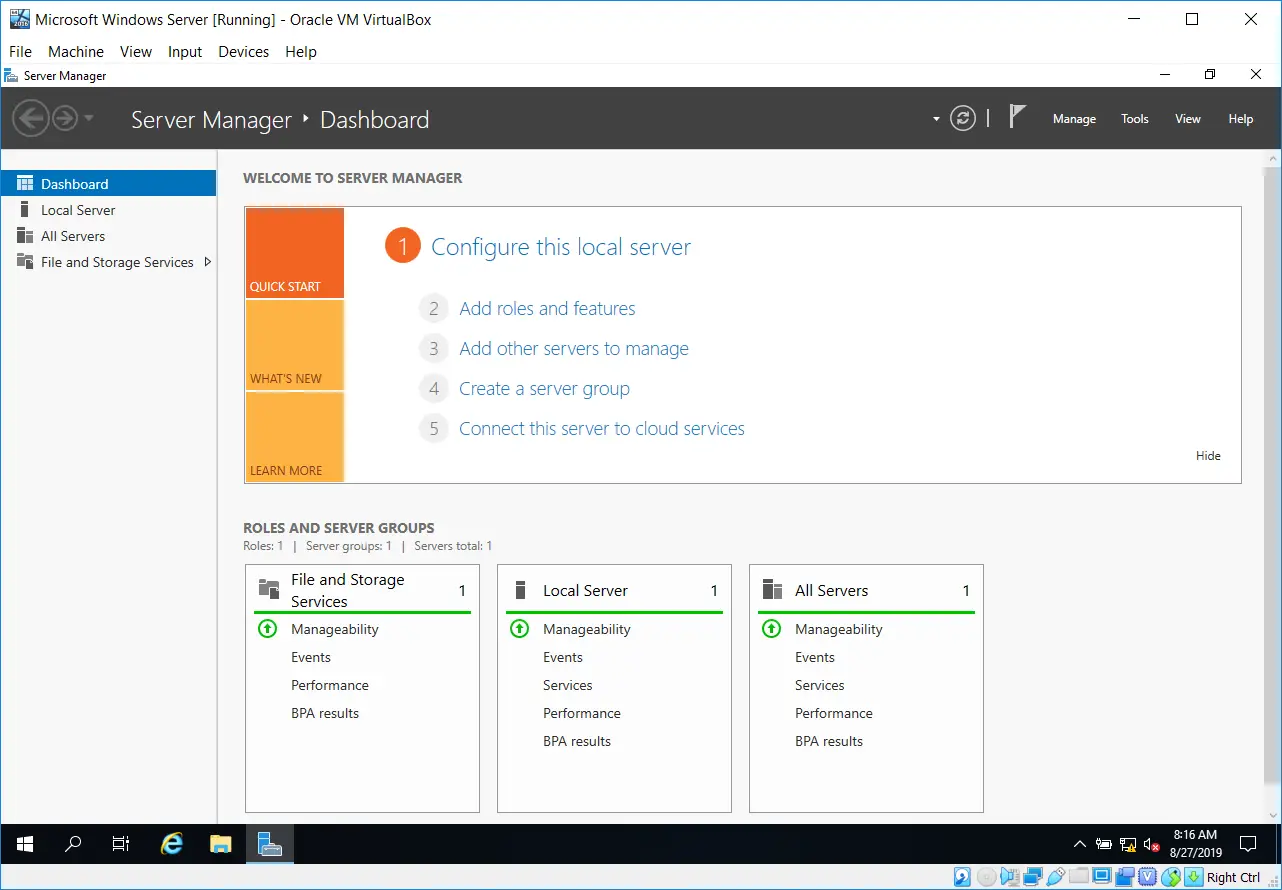 Microsoft Windows Server [Running] - Oracle VM VirtualBox
File Machine View Input Devices Help
Server Manager
Server Manager Dashboard
Manage Tools View Help
Dashboard
Local Server
All Servers
File and Storage Services
WELCOME TO SERVER MANAGER
QUICK START
WHAT'S NEW
LEARN MORE
1 Configure this local server
2 Add roles and features
3 Add other servers to manage
4 Create a server group
5 Connect this server to cloud services
Hide
ROLES AND SERVER GROUPS
Roles: 1 | Server groups: 1 | Servers total: 1
File and Storage
Services 1
Manageability
Events
Performance
BPA results
Local Server 1
Manageability
Events
Services
Performance
BPA results
All Servers 1
Manageability
Events
Services
Performance
BPA results
8:16 AM
8/27/2019
Right Ctrl